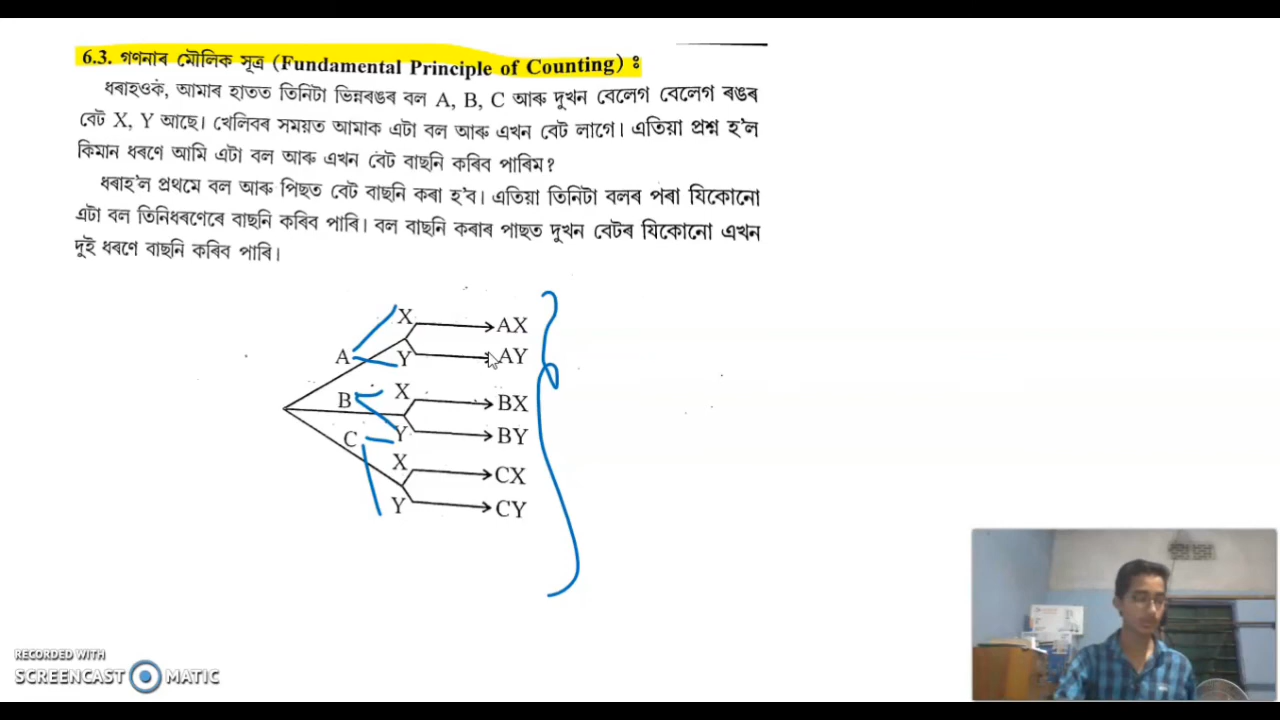 6.3. গণনাৰ মৌলিক সূত্ৰ (Fundamental Principle of Counting) ঃ
ধৰাহওকঁ, আমাৰ হাতত তিনিটা ভিন্নৰঙৰ বল A, B, C আৰু দুখন বেলেগ বেলেগ ৰঙৰ
বেট X, Y আছে। খেলিবৰ সময়ত আমাক এটা বল আৰু এখন বেট লাগে। এতিয়া প্ৰশ্ন হ'ল
কিমান ধৰণে আমি এটা বল আৰু এখন বেট বাছনি কৰিব পাৰিম?
ধৰাহ'ল প্ৰথমে বল আৰু পিছত বেট বাছনি কৰা হ'ব। এতিয়া তিনিটা বলৰ পৰা যিকোনো
এটা বল তিনিধৰণেৰে বাছনি কৰিব পাৰি। বল বাছনি কৰাৰ পাছত দুখন বেটৰ যিকোনো এখন
দুই ধৰণে বাছনি কৰিব পাৰি।
X AX
A Y AY
B X BX
C Y BY
X CX
Y CY
RECORDED WITH
SCREENCAST MATIC